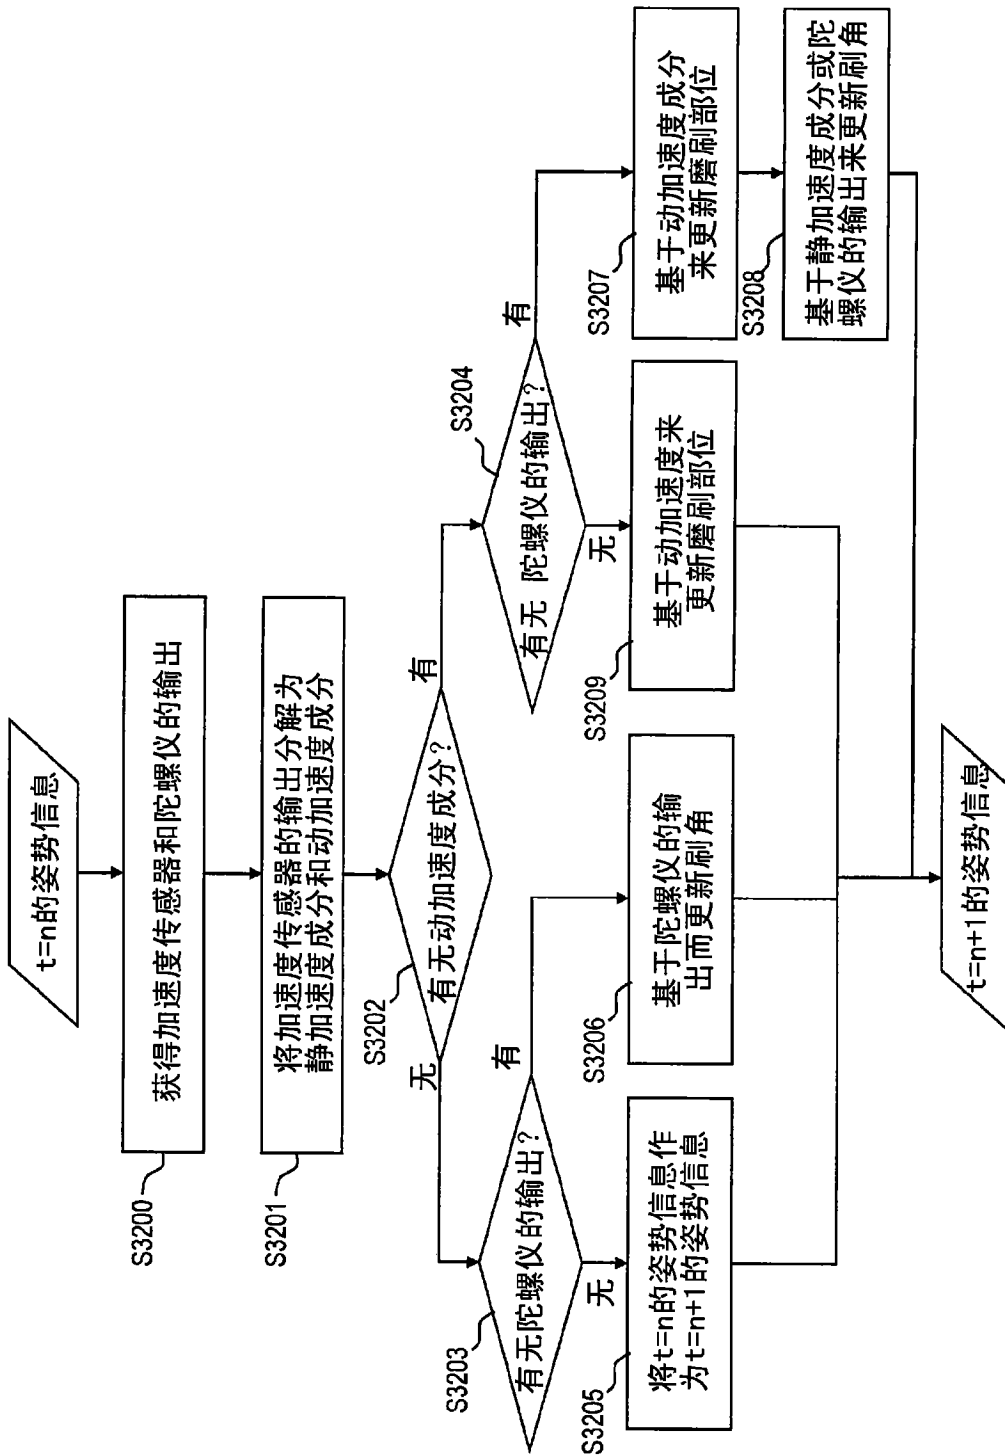 t=n的姿势信息
获得加速度传感器和陀螺仪的输出
S3200
将加速度传感器的输出分解为
静加速度成分和动加速度成分
S3201
有无动加速度成分?
S3202
无
有
有无陀螺仪的输出?
S3203
有
无
有无 陀螺仪的输出?
S3204
有
无
将t=n的姿势信息作
为t=n+1的姿势信息
S3205
基于陀螺仪的输
出而更新刷角
S3206
基于动加速度来
更新磨刷部位
S3209
基于动加速度成分
来更新磨刷部位
S3207
基于静加速度成分或陀
螺仪的输出来更新刷角
S3208
t=n+1的姿势信息